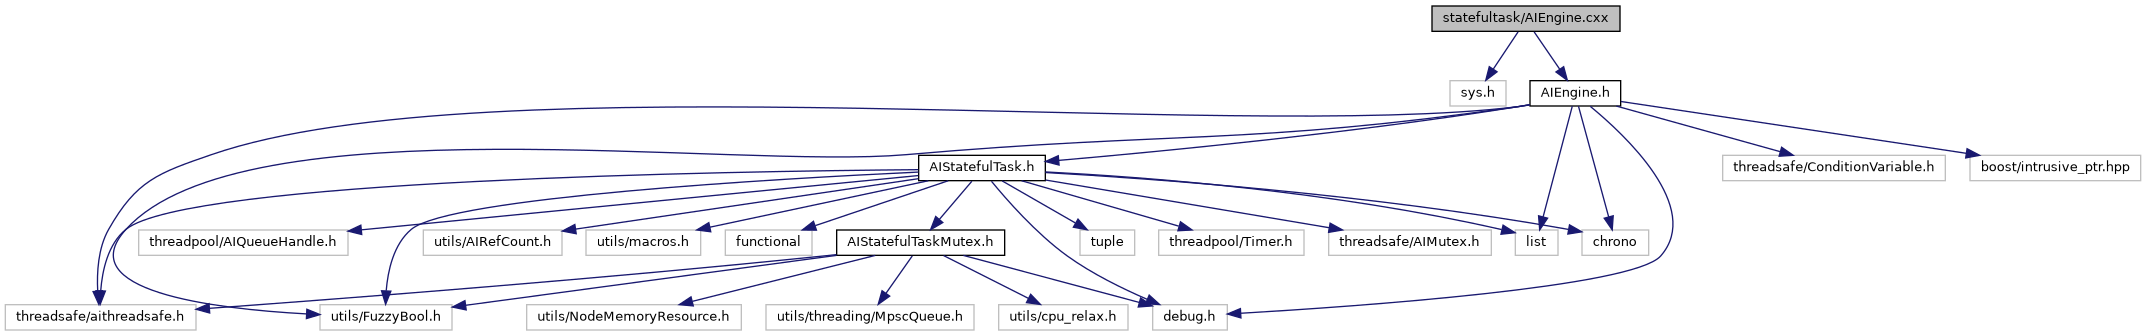 statefultask/AIEngine.cxx
sys.h
AIEngine.h
AIStatefulTask.h
threadsafe/ConditionVariable.h
boost/intrusive_ptr.hpp
threadpool/AIQueueHandle.h
utils/AIRefCount.h
utils/macros.h
functional
AIStatefulTaskMutex.h
tuple
threadpool/Timer.h
threadsafe/AIMutex.h
list
chrono
threadsafe/aithreadsafe.h
utils/FuzzyBool.h
utils/NodeMemoryResource.h
utils/threading/MpscQueue.h
utils/cpu_relax.h
debug.h